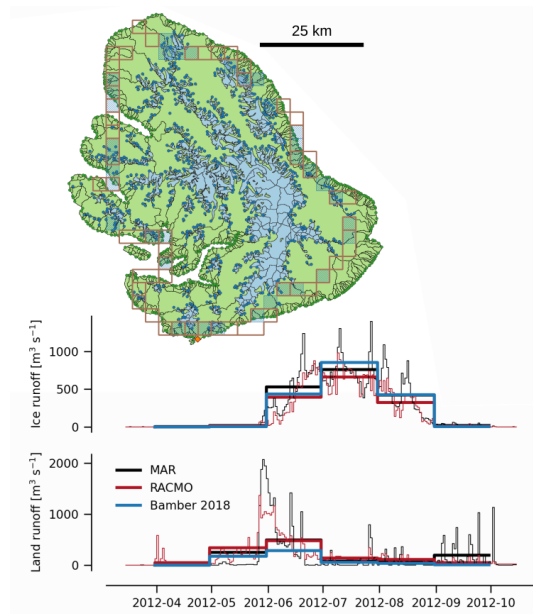 25 km
Ice runoff [m³ s⁻¹]
1000
500
0
Land runoff [m³ s⁻¹]
2000
1000
0
MAR
RACMO
Bamber 2018
2012-04 2012-05 2012-06 2012-07 2012-08 2012-09 2012-10